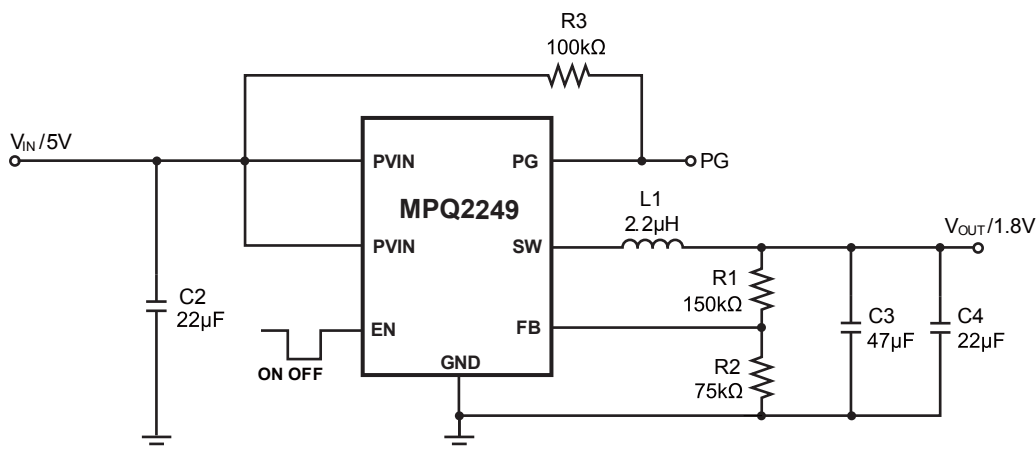 R3
100kΩ
VIN/5V
PVIN
PG
PG
MPQ2249
L1
2.2µH
PVIN
SW
VOUT/1.8V
R1
150kΩ
C2
22µF
EN
FB
C3
47µF
C4
22µF
ON OFF
GND
R2
75kΩ